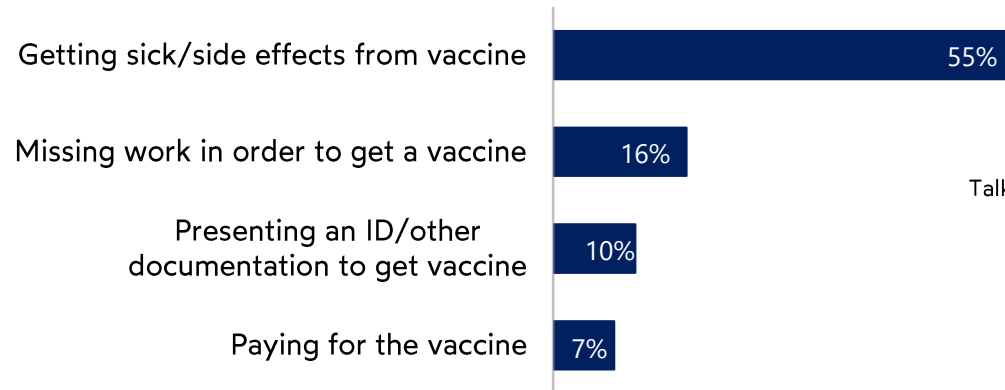 Getting sick/side effects from vaccine
55%
Missing work in order to get a vaccine
16%
Talk
Presenting an ID/other
documentation to get vaccine
10%
Paying for the vaccine
7%